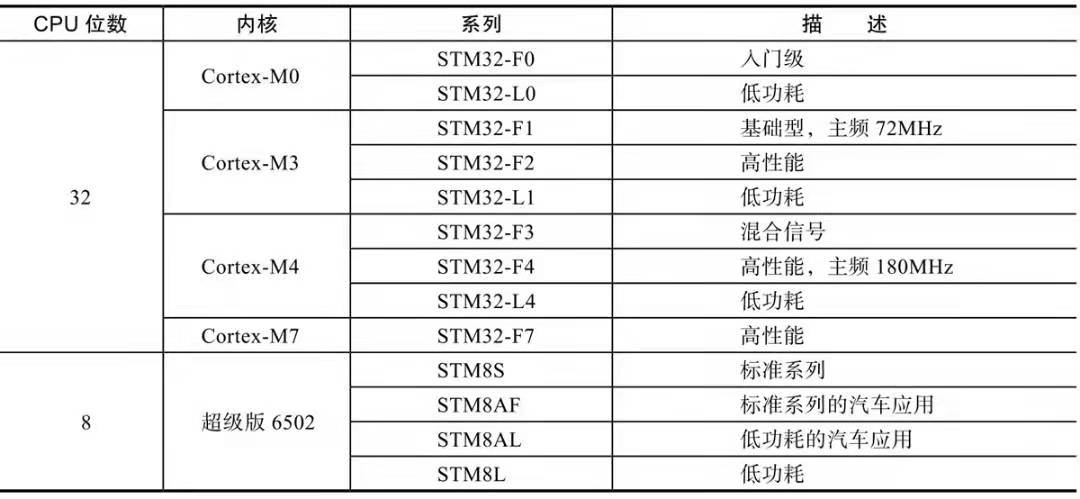 CPU 位数 内核 系列 描 述
Cortex-M0 STM32-F0 入门级
STM32-L0 低功耗
32 Cortex-M3 STM32-F1 基础型，主频 72MHz
STM32-F2 高性能
STM32-L1 低功耗
Cortex-M4 STM32-F3 混合信号
STM32-F4 高性能，主频 180MHz
STM32-L4 低功耗
Cortex-M7 STM32-F7 高性能
8 超级版 6502 STM8S 标准系列
STM8AF 标准系列的汽车应用
STM8AL 低功耗的汽车应用
STM8L 低功耗